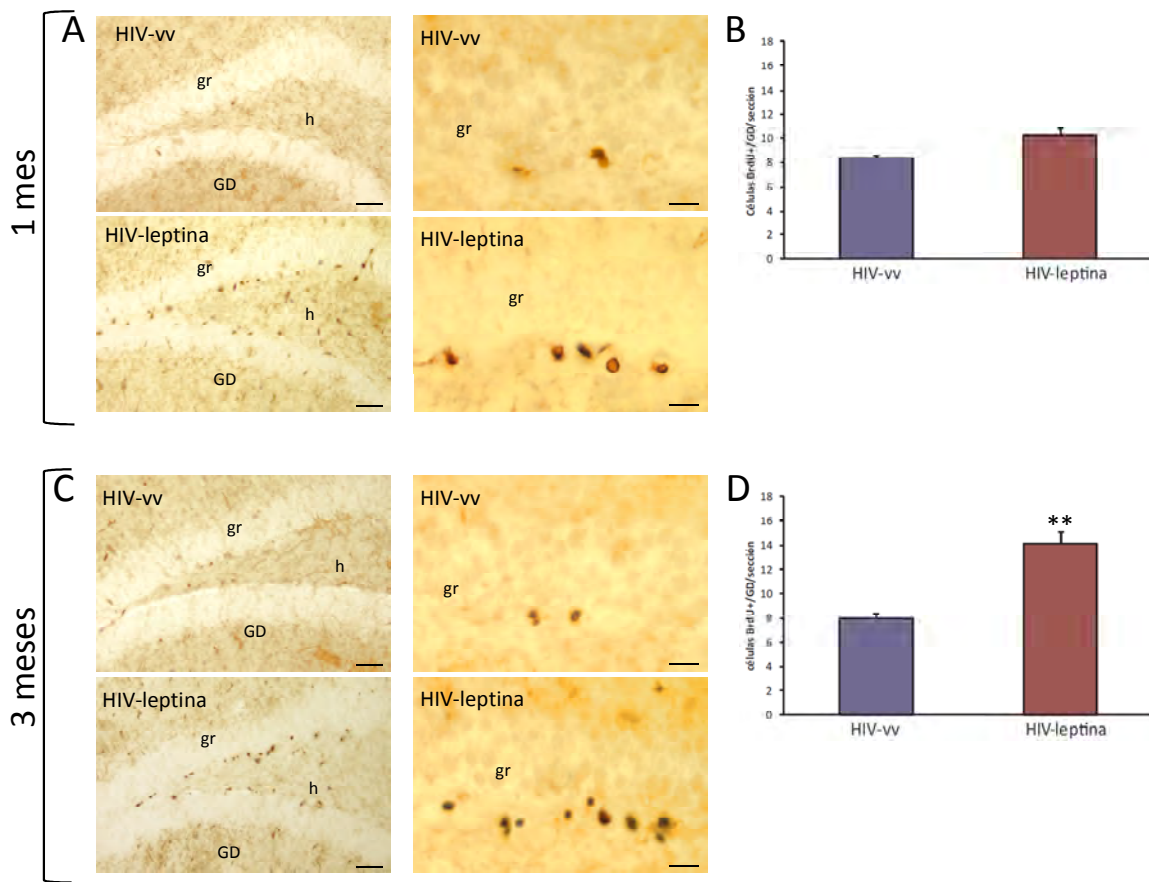 A
HIV-vv
gr
h
GD
HIV-vv
gr
HIV-leptina
gr
h
GD
HIV-leptina
gr
1 mes
B
18
16
14
12
10
8
6
4
2
0
Células BrdU+/GD/sección
HIV-vv
HIV-leptina
C
HIV-vv
gr
h
GD
HIV-vv
gr
HIV-leptina
gr
h
GD
HIV-leptina
gr
3 meses
D
18
16
14
12
10
8
6
4
2
0
células BrdU+/GD/sección
**
HIV-vv
HIV-leptina